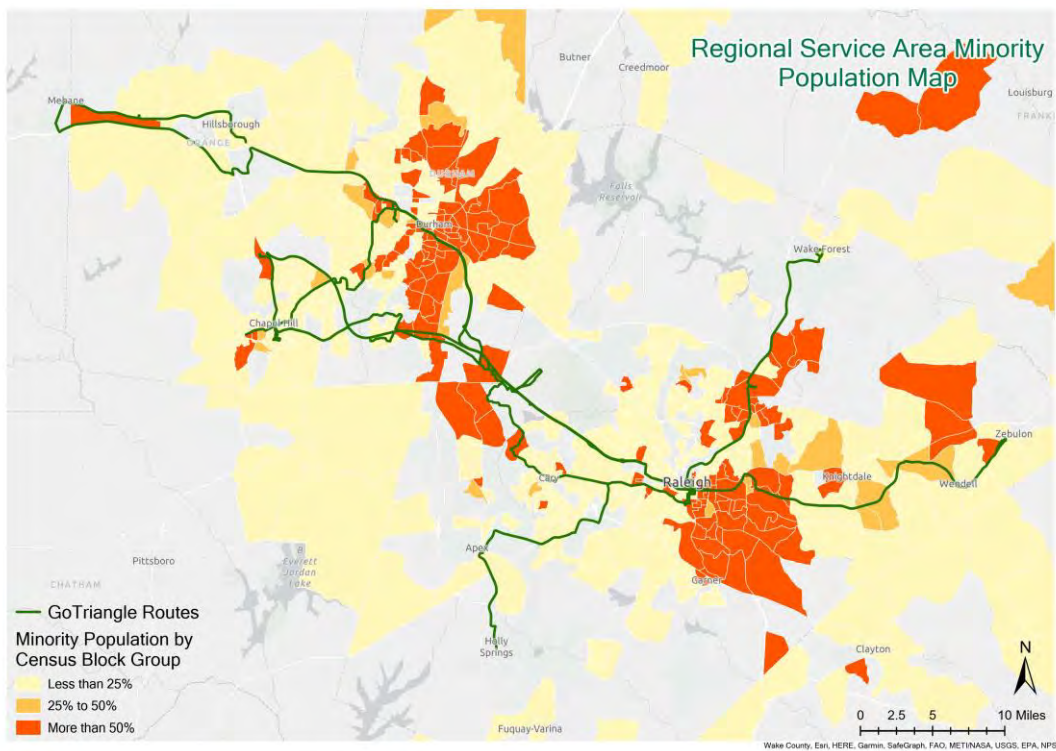 Regional Service Area Minority
Population Map
Butner
Creedmoor
Louisburg
Mebane
Hillsborough
ORANGE
DURHAM
Falls
Reservoir
Durham
Wake Forest
Chapel Hill
Zebulon
Cary
Raleigh
Knightdale
Wendell
Apex
Pittsboro
B
Everett
Jordan
Lake
CHATHAM
Garner
Holly
Springs
Clayton
Fuquay-Varina
GoTriangle Routes
Minority Population by
Census Block Group
Less than 25%
25% to 50%
More than 50%
N
0 2.5 5 10 Miles
Wake County, Esri, HERE, Garmin, SafeGraph, FAO, METI/NASA, USGS, EPA, NPS